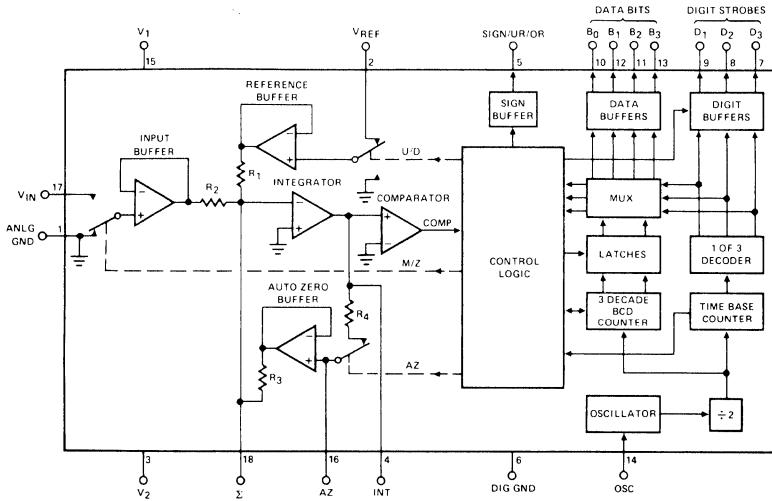 DATA BITS DIGIT STROBES
V1 VREF SIGN/UR/OR B0 B1 B2 B3 D1 D2 D3
15 2 5 10 12 11 13 9 8 7
REFERENCE
BUFFER
SIGN
BUFFER
DATA
BUFFERS
DIGIT
BUFFERS
INPUT
BUFFER
U/D
R1
R2
INTEGRATOR
COMPARATOR
COMP
VIN 17
ANLG
GND 1
M/Z
CONTROL
LOGIC
MUX
LATCHES
1 OF 3
DECODER
AUTO ZERO
BUFFER
R4
R3
AZ
3 DECADE
BCD
COUNTER
TIME BASE
COUNTER
OSCILLATOR
÷2
3 18 16 4 6 14
V2 Σ AZ INT DIG GND OSC